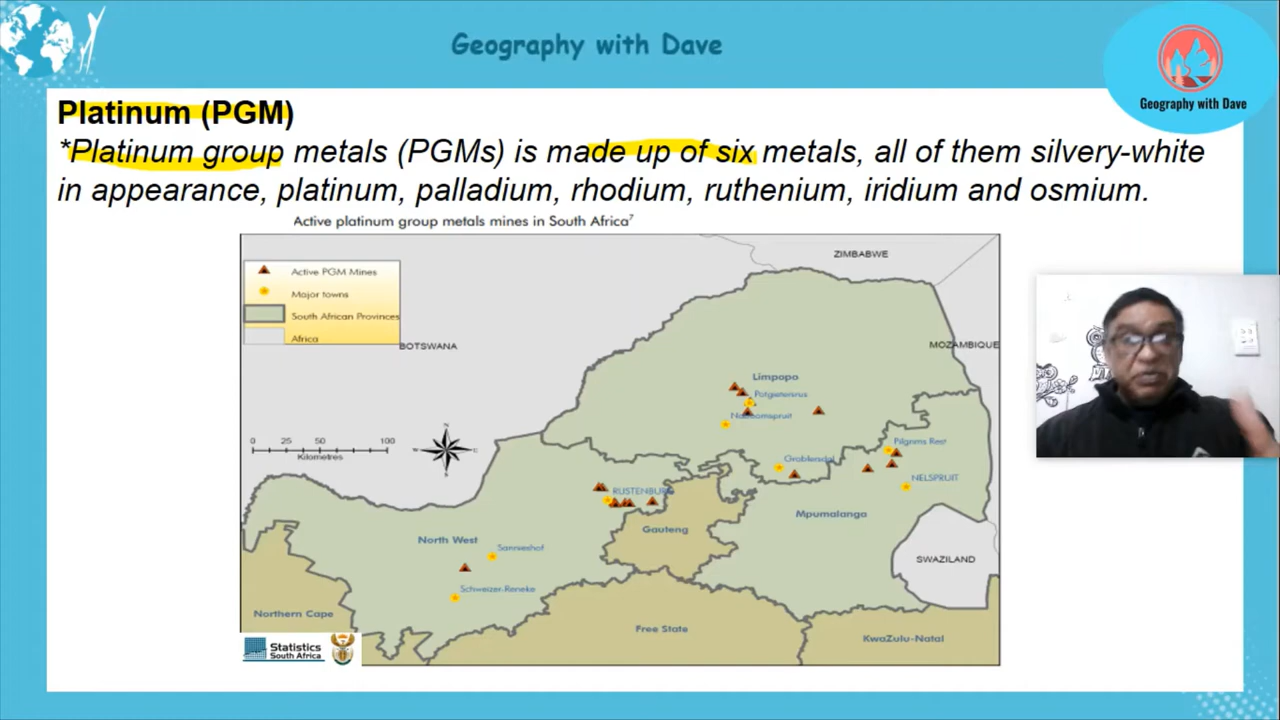 Geography with Dave
Geography with Dave
Platinum (PGM)
*Platinum group metals (PGMs) is made up of six metals, all of them silvery-white
in appearance, platinum, palladium, rhodium, ruthenium, iridium and osmium.
Active platinum group metals mines in South Africa7
ZIMBABWE
Active PGM Mines
Major towns
South African Provinces
Africa
BOTSWANA
MOZAMBIQUE
Limpopo
Potgietersrus
Naboomspruit
Pilgrims Rest
0 25 50 100
Kilometres
Groblersdal
NELSPRUIT
RUSTENBURG
Mpumalanga
Gauteng
North West
Sannieshof
SWAZILAND
Schweizer-Reneke
Northern Cape
Free State
KwaZulu-Natal
Statistics
South Africa